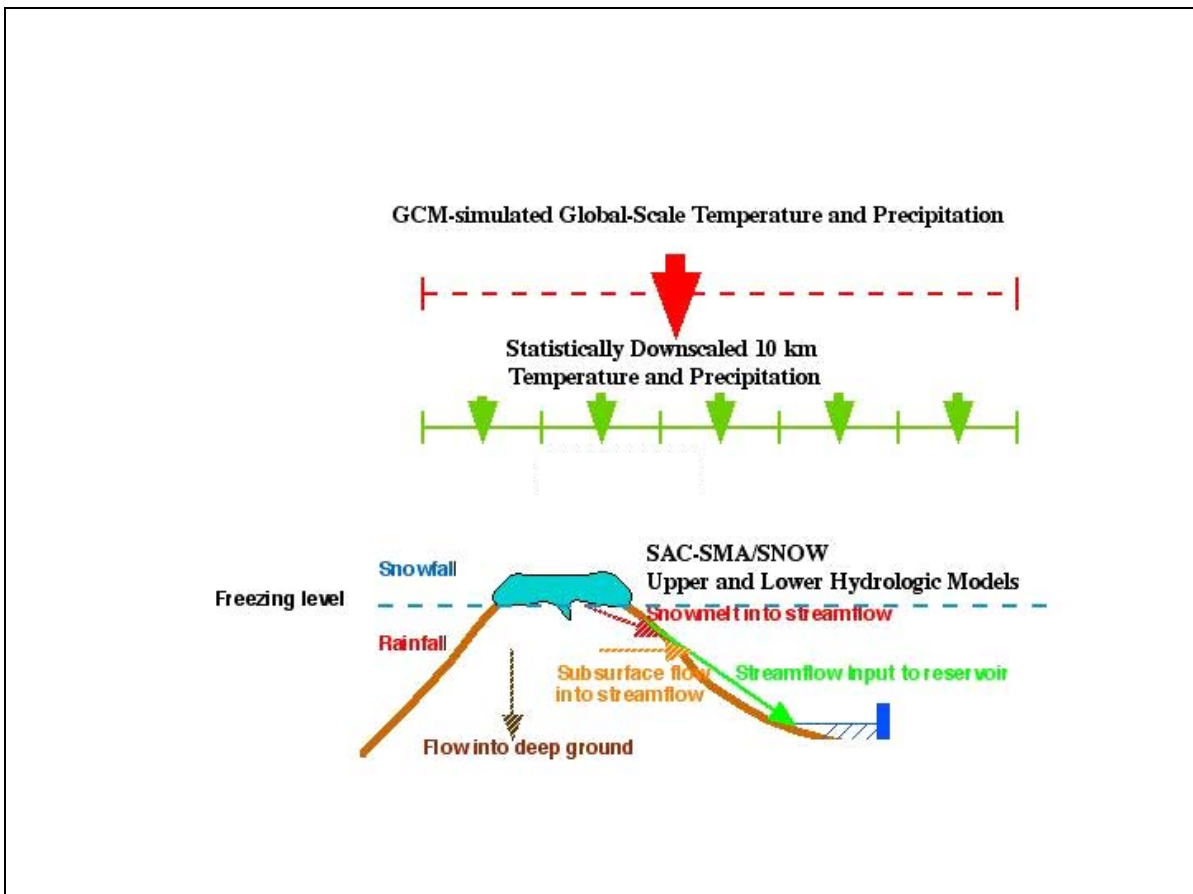 GCM-simulated Global-Scale Temperature and Precipitation
Statistically Downscaled 10 km
Temperature and Precipitation
SAC-SMA/SNOW
Upper and Lower Hydrologic Models
Snowfall
Freezing level
Snowmelt into streamflow
Rainfall
Subsurface flow
into streamflow
Streamflow Input to reservoir
Flow into deep ground